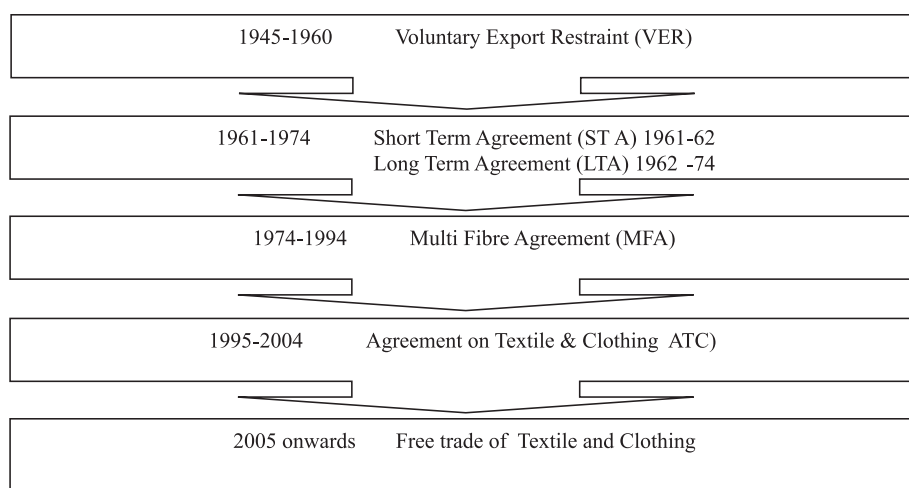 1945-1960 Voluntary Export Restraint (VER)
1961-1974 Short Term Agreement (ST A) 1961-62
Long Term Agreement (LTA) 1962 -74
1974-1994 Multi Fibre Agreement (MFA)
1995-2004 Agreement on Textile & Clothing ATC)
2005 onwards Free trade of Textile and Clothing